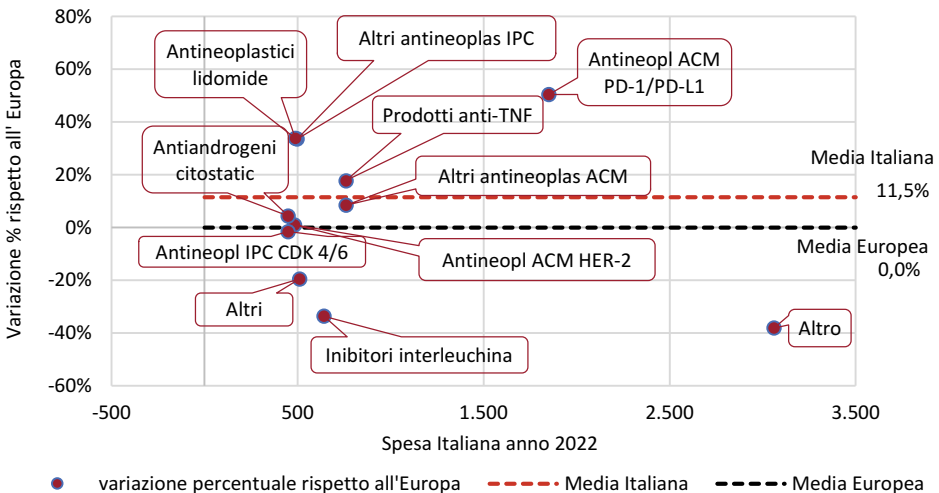 80%
60%
40%
20%
0%
-20%
-40%
-60%
Variazione % rispetto all' Europa
Antineoplastici
lidomide
Altri antineoplas IPC
Antineopl ACM
PD-1/PD-L1
Prodotti anti-TNF
Antiandrogeni
citostatic
Altri antineoplas ACM
Media Italiana
11,5%
Antineopl IPC CDK 4/6
Antineopl ACM HER-2
Media Europea
0,0%
Altri
Inibitori interleuchina
Altro
-500
500
1.500
2.500
3.500
Spesa Italiana anno 2022
variazione percentuale rispetto all'Europa
Media Italiana
Media Europea